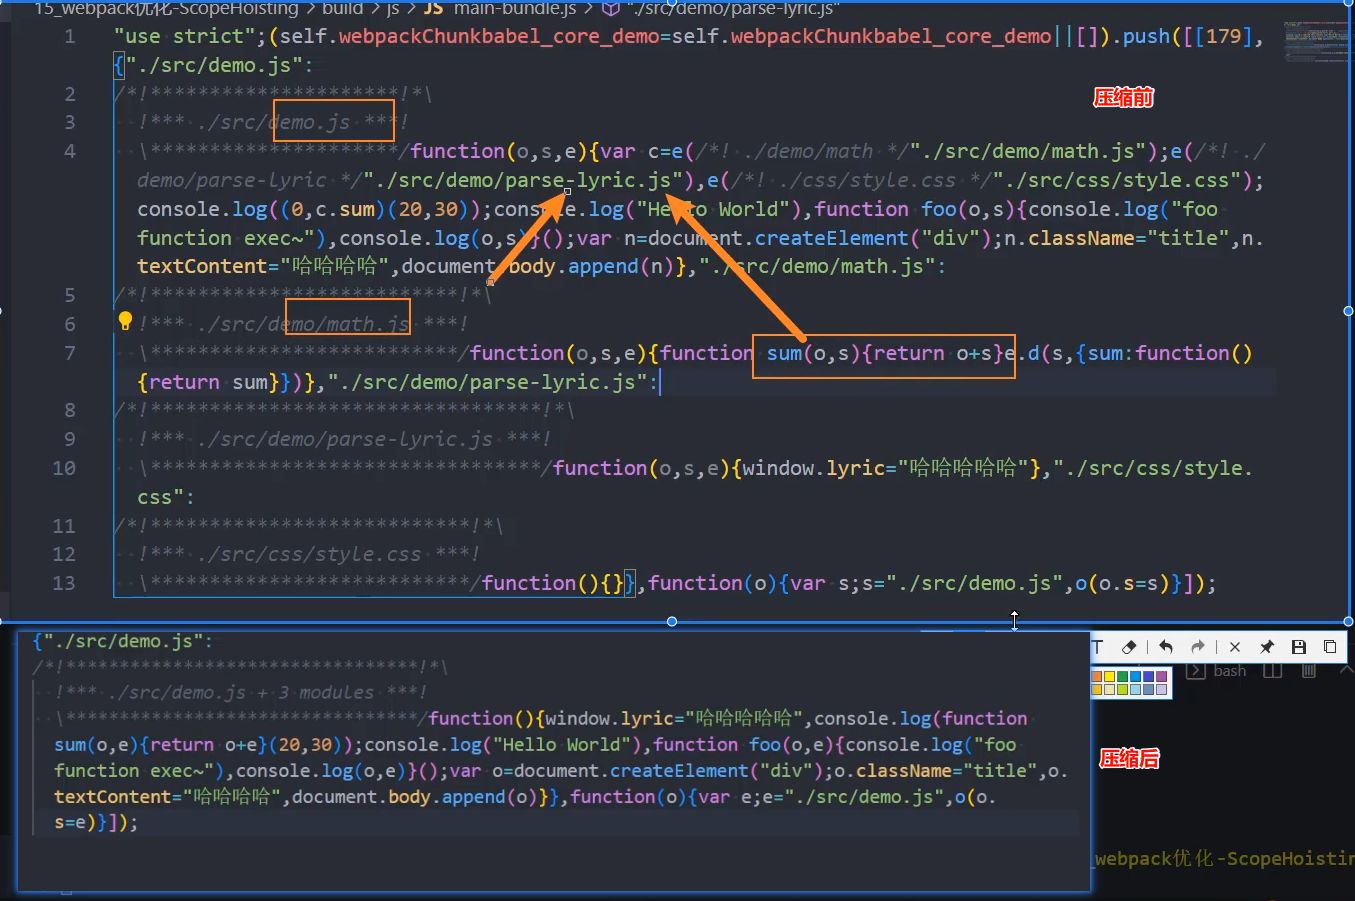 15_webpack优化-ScopeHoisting > build > js > JS main-bundle.js > "./src/demo/parse-lyric.js"
1 "use strict";(self.webpackChunkbabel_core_demo=self.webpackChunkbabel_core_demo||[]).push([[179],
{"./src/demo.js":
压缩前
2 /*!*********************!*\
3 !*** ./src/demo.js ***!
4 \*********************/function(o,s,e){var c=e(/*! ./demo/math */"./src/demo/math.js");e(/*! ./
demo/parse-lyric */"./src/demo/parse-lyric.js"),e(/*! ./css/style.css */"./src/css/style.css");
console.log((0,c.sum)(20,30));console.log("Hello World"),function foo(o,s){console.log("foo
function exec~"),console.log(o,s)}();var n=document.createElement("div");n.className="title",n.
textContent="哈哈哈哈",document.body.append(n)},"./src/demo/math.js":
5 /*!**************************!*\
6 !*** ./src/demo/math.js ***!
7 \**************************/function(o,s,e){function sum(o,s){return o+s}e.d(s,{sum:function()
{return sum}})},"./src/demo/parse-lyric.js":
8 /*!*********************************!*\
9 !*** ./src/demo/parse-lyric.js ***!
10 \*********************************/function(o,s,e){window.lyric="哈哈哈哈哈"},"./src/css/style.
css":
11 /*!***************************!*\
12 !*** ./src/css/style.css ***!
13 \***************************/function(){}},function(o){var s;s="./src/demo.js",o(o.s=s)}]);
{"./src/demo.js":
/*!*********************************!*\
!*** ./src/demo.js + 3 modules ***!
\*********************************/function(){window.lyric="哈哈哈哈哈",console.log(function
sum(o,e){return o+e}(20,30));console.log("Hello World"),function foo(o,e){console.log("foo
function exec~"),console.log(o,e)}();var o=document.createElement("div");o.className="title",o.
textContent="哈哈哈哈",document.body.append(o)}},function(o){var e;e="./src/demo.js",o(o.
s=e)}]);
T
bash
压缩后
_webpack优化-ScopeHoistin